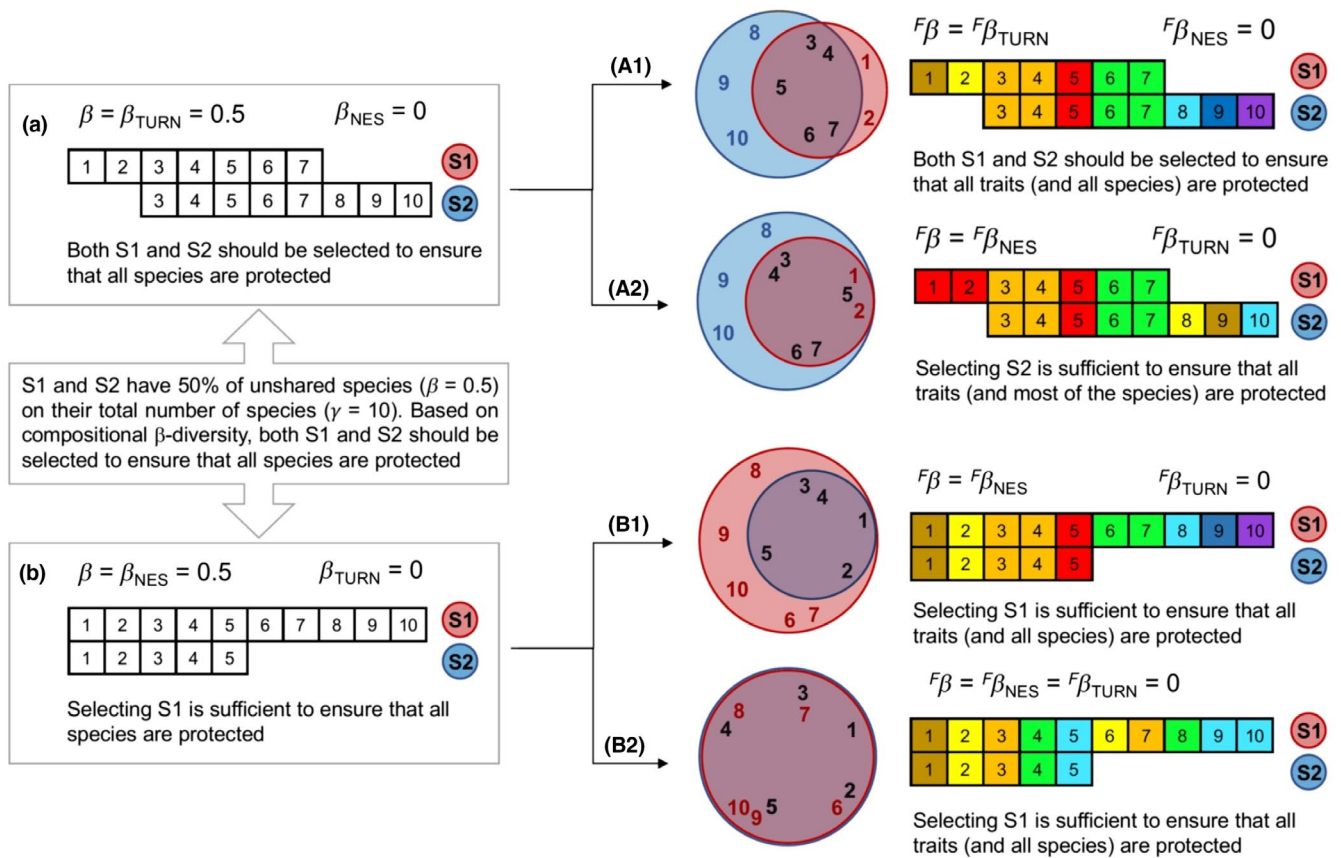 (a)
β = βTURN = 0.5 βNES = 0
1 2 3 4 5 6 7 S1
3 4 5 6 7 8 9 10 S2
Both S1 and S2 should be selected to ensure
that all species are protected
S1 and S2 have 50% of unshared species (β = 0.5)
on their total number of species (γ = 10). Based on
compositional β-diversity, both S1 and S2 should be
selected to ensure that all species are protected
(b)
β = βNES = 0.5 βTURN = 0
1 2 3 4 5 6 7 8 9 10 S1
1 2 3 4 5 S2
Selecting S1 is sufficient to ensure that all
species are protected
(A1)
8 3 4 1
9 5
10 6 7 2
Fβ = FβTURN FβNES = 0
1 2 3 4 5 6 7 S1
3 4 5 6 7 8 9 10 S2
Both S1 and S2 should be selected to ensure
that all traits (and all species) are protected
(A2)
8 3 4 1
9 5 2
10 6 7
Fβ = FβNES FβTURN = 0
1 2 3 4 5 6 7 S1
3 4 5 6 7 8 9 10 S2
Selecting S2 is sufficient to ensure that all
traits (and most of the species) are protected
(B1)
8 3 4 1
9 5 2
10 6 7
Fβ = FβNES FβTURN = 0
1 2 3 4 5 6 7 8 9 10 S1
1 2 3 4 5 S2
Selecting S1 is sufficient to ensure that all
traits (and all species) are protected
(B2)
3
8 7
4 1
2
10 9 5 6
Fβ = FβNES = FβTURN = 0
1 2 3 4 5 6 7 8 9 10 S1
1 2 3 4 5 S2
Selecting S1 is sufficient to ensure that all
traits (and all species) are protected